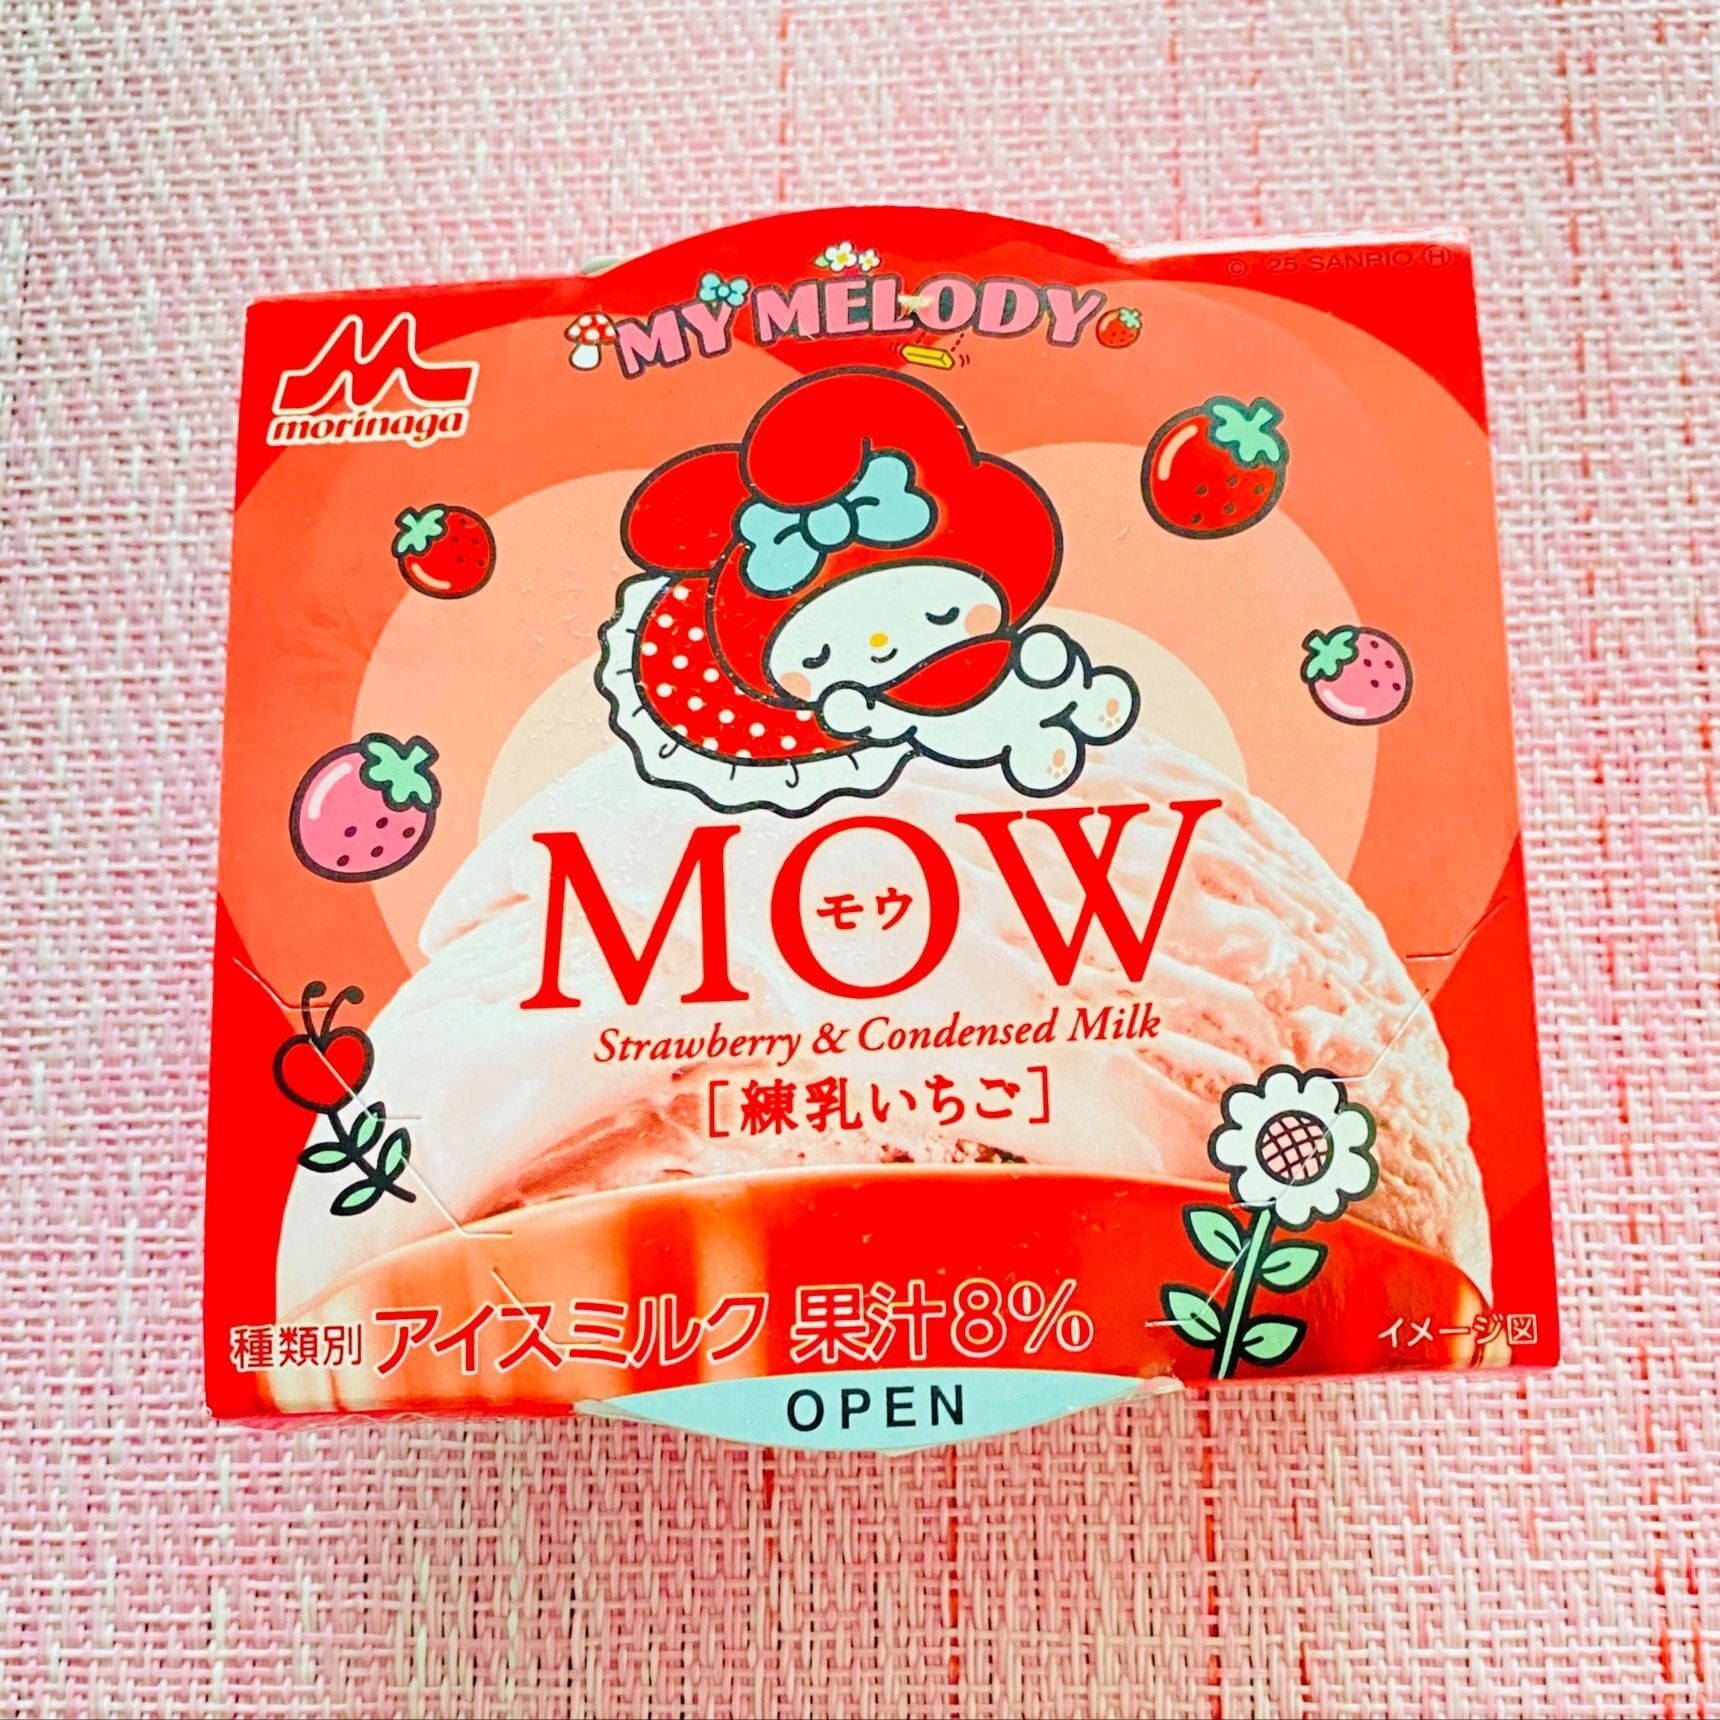 © '25 SANRIO Ⓗ
MY MELODY
morinaga
MOW
モウ
Strawberry & Condensed Milk
[練乳いちご]
種類別 アイスミルク 果汁8%
イメージ図
OPEN